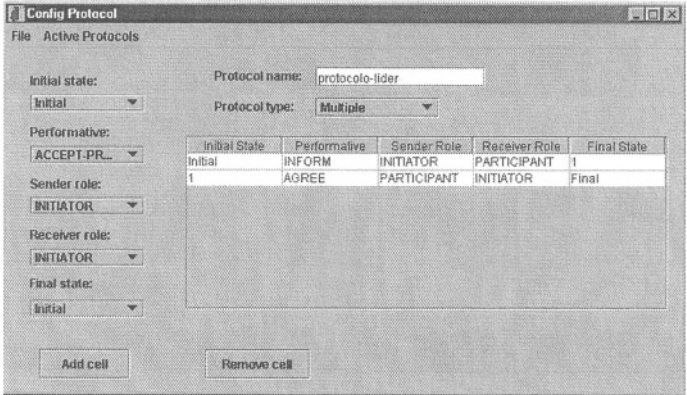 Config Protocol
File Active Protocols
Initial state:
Initial
Performative:
ACCEPT-PR...
Sender role:
INITIATOR
Receiver role:
INITIATOR
Final state:
Initial
Add cell
Protocol name: protocolo-lider
Protocol type: Multiple
Initial State Performative Sender Role Receiver Role Final State
Initial INFORM INITIATOR PARTICIPANT 1
1 AGREE PARTICIPANT INITIATOR Final
Remove cell